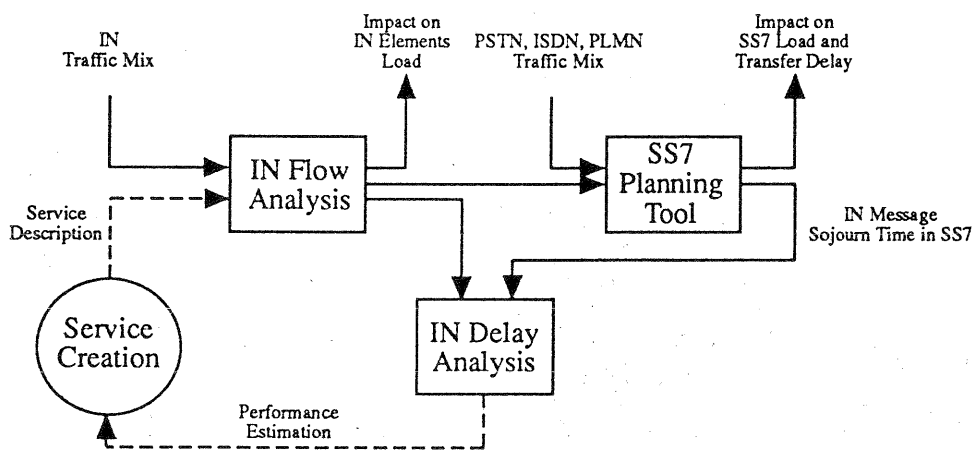 IN
Traffic Mix
Impact on
IN Elements
Load
PSTN, ISDN, PLMN
Traffic Mix
Impact on
SS7 Load and
Transfer Delay
IN Flow
Analysis
SS7
Planning
Tool
Service
Description
IN Message
Sojourn Time in SS7
Service
Creation
IN Delay
Analysis
Performance
Estimation